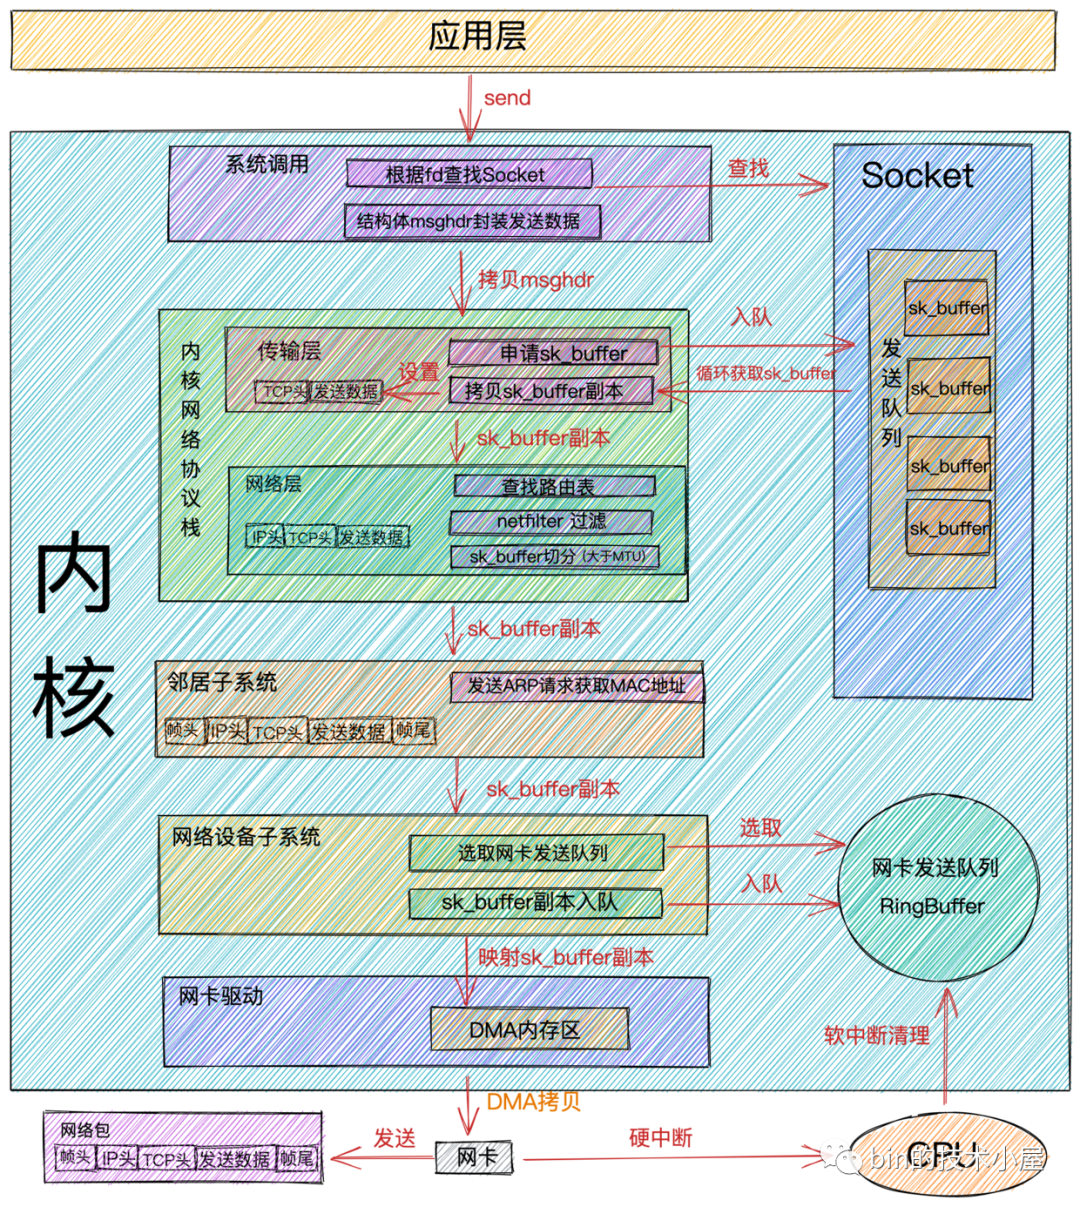 应用层
send
系统调用
根据fd查找Socket
结构体msghdr封装发送数据
查找
Socket
拷贝msghdr
内核网络协议栈
传输层
申请sk_buffer
拷贝sk_buffer副本
设置
TCP头 发送数据
入队
循环获取sk_buffer
发送队列
sk_buffer
sk_buffer
sk_buffer
sk_buffer
sk_buffer副本
网络层
查找路由表
netfilter 过滤
sk_buffer切分 (大于MTU)
IP头 TCP头 发送数据
内核
sk_buffer副本
邻居子系统
发送ARP请求获取MAC地址
帧头 IP头 TCP头 发送数据 帧尾
sk_buffer副本
网络设备子系统
选取网卡发送队列
sk_buffer副本入队
选取
入队
网卡发送队列
RingBuffer
映射sk_buffer副本
网卡驱动
DMA内存区
软中断清理
DMA拷贝
网络包
帧头 IP头 TCP头 发送数据 帧尾
发送
网卡
硬中断
CPU
bin的技术小屋